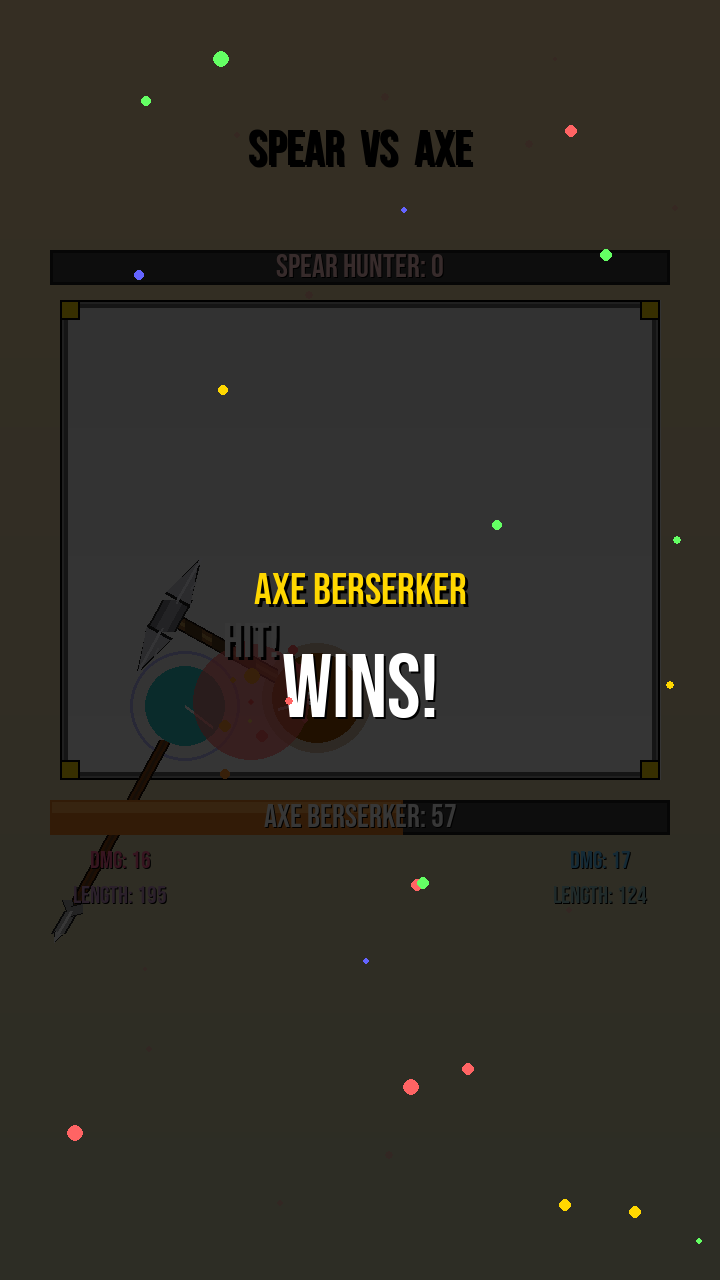 SPEAR VS AXE
SPEAR HUNTER: 0
AXE BERSERKER
HIT!
WINS!
AXE BERSERKER: 57
DMG: 16
DMG: 17
LENGTH: 195
LENGTH: 124